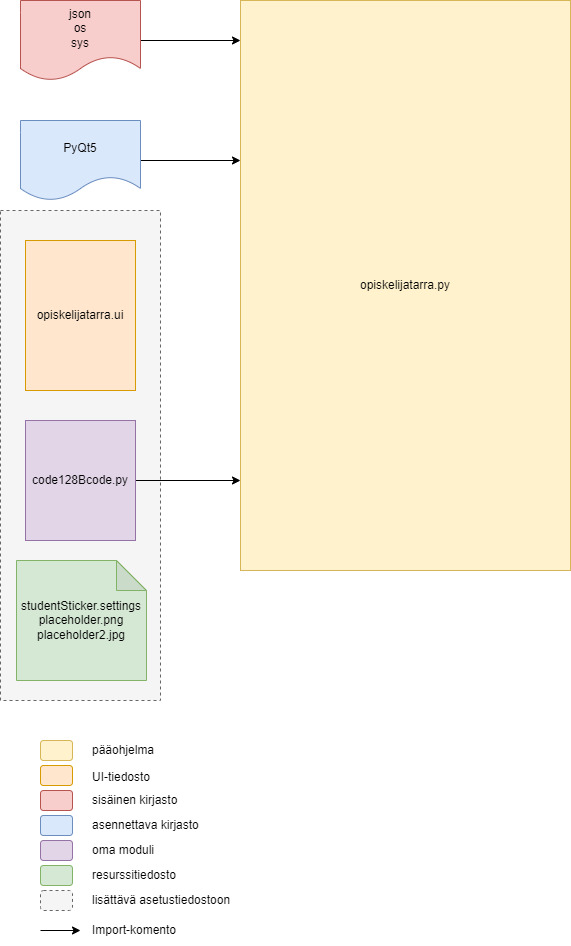 json
os
sys
PyQt5
opiskelijatarra.ui
opiskelijatarra.py
code128Bcode.py
studentSticker.settings
placeholder.png
placeholder2.jpg
pääohjelma
UI-tiedosto
sisäinen kirjasto
asennettava kirjasto
oma moduli
resurssitiedosto
lisättävä asetustiedostoon
Import-komento